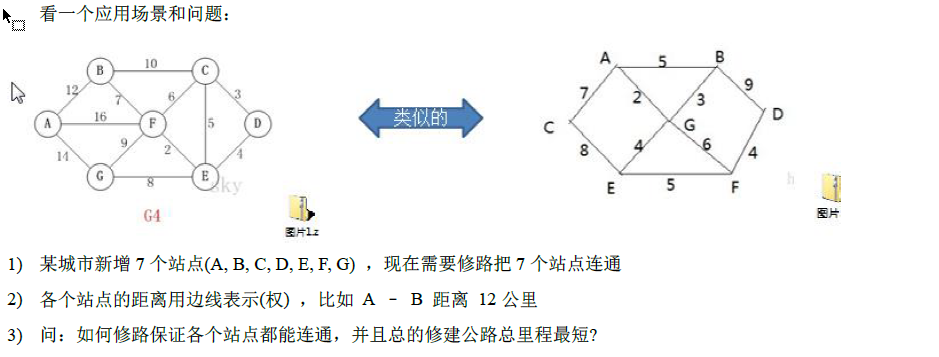 看一个应用场景和问题：
B 10 C
12 7 6 3
A 16 F 5 D
14 9 2 4
G 8 E
sky
G4
图片1.z
类似的
A 5 B
7 2 3 9
C G D
8 4 6 4
E 5 F
h
图片
1) 某城市新增 7 个站点(A, B, C, D, E, F, G) ，现在需要修路把 7 个站点连通
2) 各个站点的距离用边线表示(权) ，比如 A – B 距离 12 公里
3) 问：如何修路保证各个站点都能连通，并且总的修建公路总里程最短?